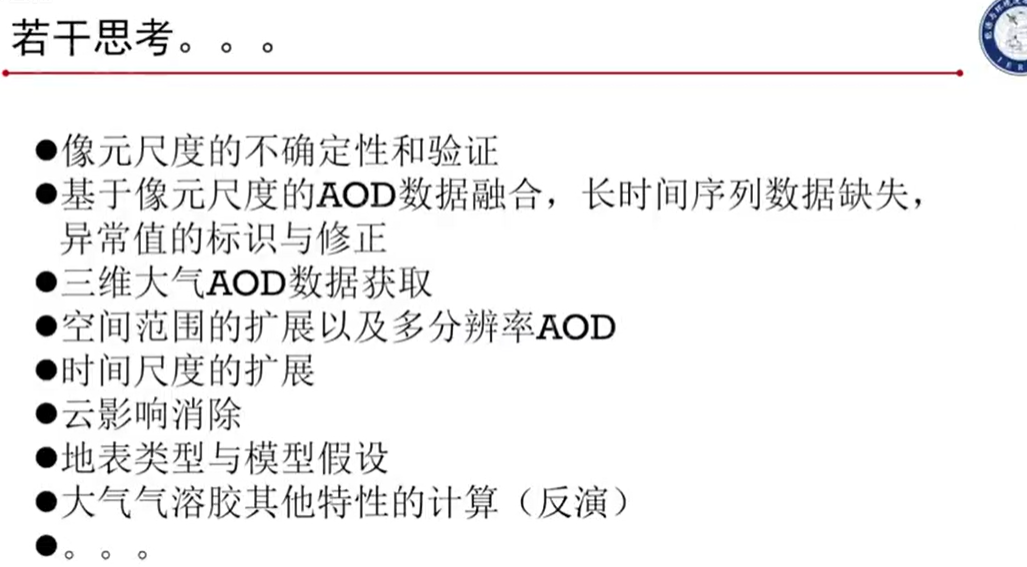 若干思考。。。
●像元尺度的不确定性和验证
●基于像元尺度的AOD数据融合，长时间序列数据缺失，
异常值的标识与修正
●三维大气AOD数据获取
●空间范围的扩展以及多分辨率AOD
●时间尺度的扩展
●云影响消除
●地表类型与模型假设
●大气气溶胶其他特性的计算（反演）
●。。。